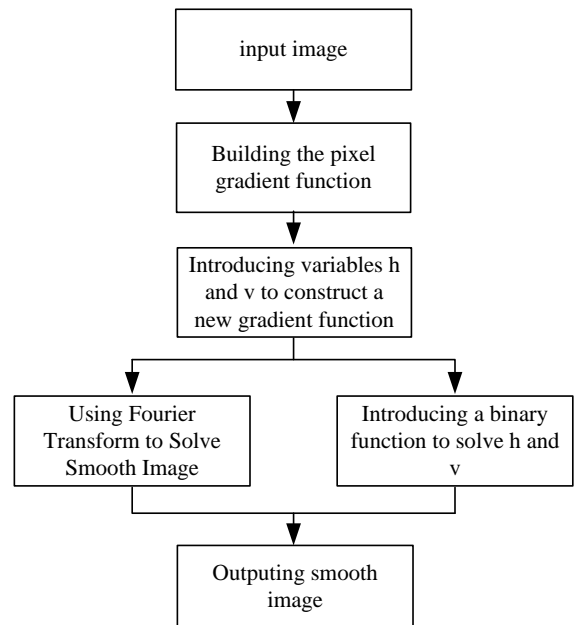 input image
Building the pixel
gradient function
Introducing variables h
and v to construct a
new gradient function
Using Fourier
Transform to Solve
Smooth Image
Introducing a binary
function to solve h and
v
Outputing smooth
image